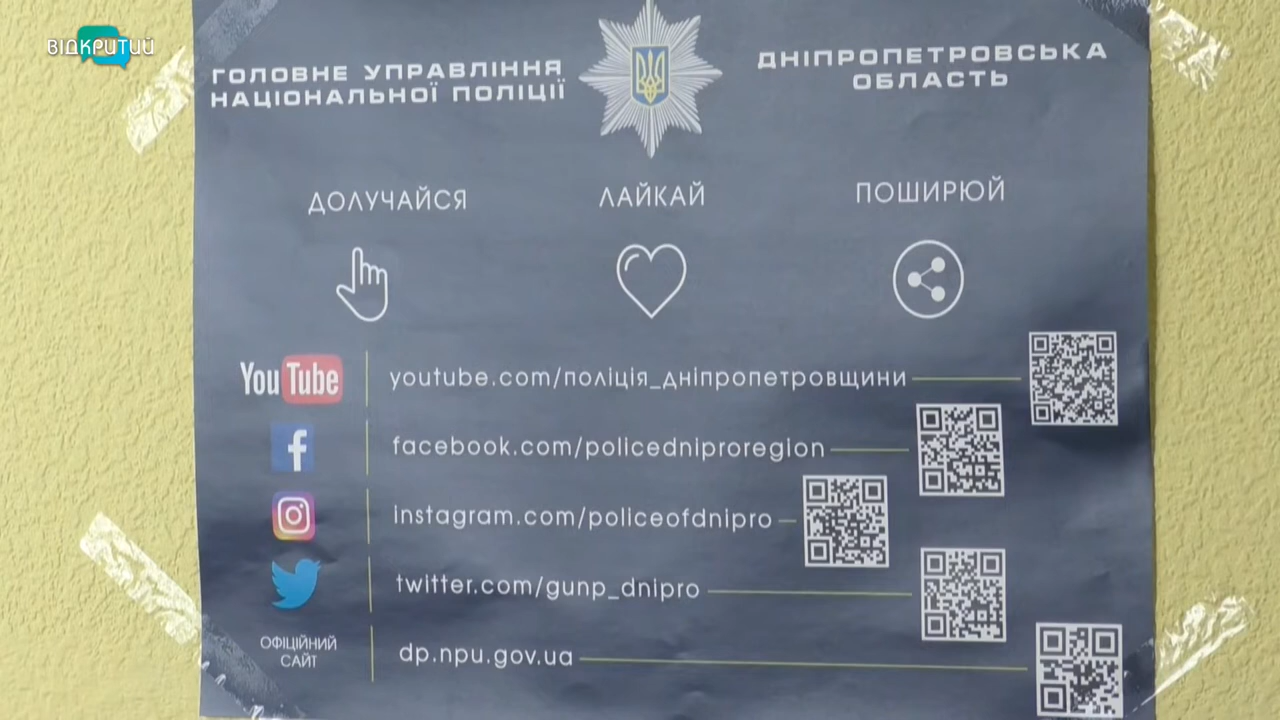 ВІДКРИТИЙ
ГОЛОВНЕ УПРАВЛІННЯ
НАЦІОНАЛЬНОЇ ПОЛІЦІЇ
ДНІПРОПЕТРОВСЬКА
ОБЛАСТЬ
ДОЛУЧАЙСЯ
ЛАЙКАЙ
ПОШИРЮЙ
YouTube
youtube.com/поліція_дніпропетровщини
facebook.com/policedniproregion
instagram.com/policeofdnipro
twitter.com/gunp_dnipro
ОФІЦІЙНИЙ
САЙТ
dp.npu.gov.ua